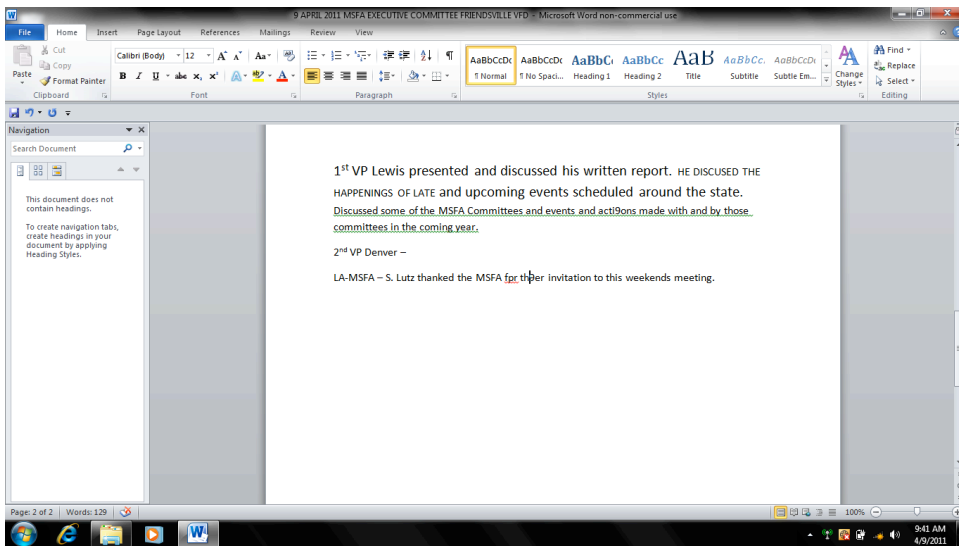 9 APRIL 2011 MSFA EXECUTIVE COMMITTEE FRIENDSVILLE VFD - Microsoft Word non-commercial use
File Home Insert Page Layout References Mailings Review View
Paste
Cut
Copy
Format Painter
Clipboard
Calibri (Body) 12
Font
Paragraph
AaBbCcDc AaBbCcDc AaBbC AaBbCc AaB AaBbCc. AaBbCcDc
¶ Normal ¶ No Spaci... Heading 1 Heading 2 Title Subtitle Subtle Em...
Change Styles
Styles
Find
Replace
Select
Editing
Navigation
Search Document
This document does not
contain headings.
To create navigation tabs,
create headings in your
document by applying
Heading Styles.
1st VP Lewis presented and discussed his written report. HE DISCUSED THE
HAPPENINGS OF LATE and upcoming events scheduled around the state.
Discussed some of the MSFA Committees and events and acti9ons made with and by those
committees in the coming year.
2nd VP Denver –
LA-MSFA – S. Lutz thanked the MSFA fpr
invitation to this weekends meeting.
Page: 2 of 2 Words: 129
100%
9:41 AM
4/9/2011